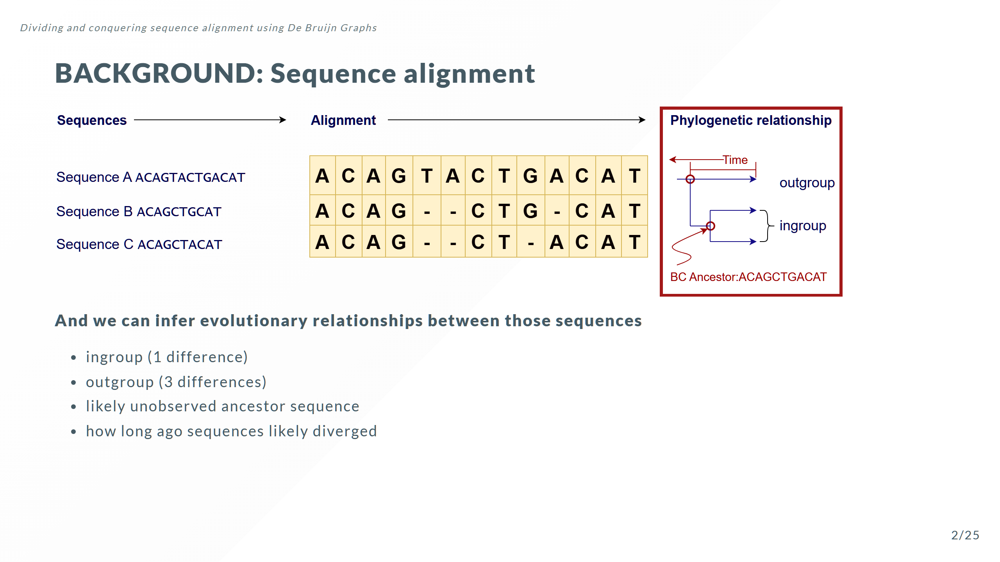 Dividing and conquering sequence alignment using De Bruijn Graphs
BACKGROUND: Sequence alignment
Sequences
Alignment
Phylogenetic relationship
Sequence A ACAGTACTGACAT
Sequence B ACAGCTGCAT
Sequence C ACAGCTACAT
A C A G T A C T G A C A T
A C A G - - C T G - C A T
A C A G - - C T - A C A T
Time
outgroup
ingroup
BC Ancestor:ACAGCTGACAT
And we can infer evolutionary relationships between those sequences
• ingroup (1 difference)
• outgroup (3 differences)
• likely unobserved ancestor sequence
• how long ago sequences likely diverged
2/25